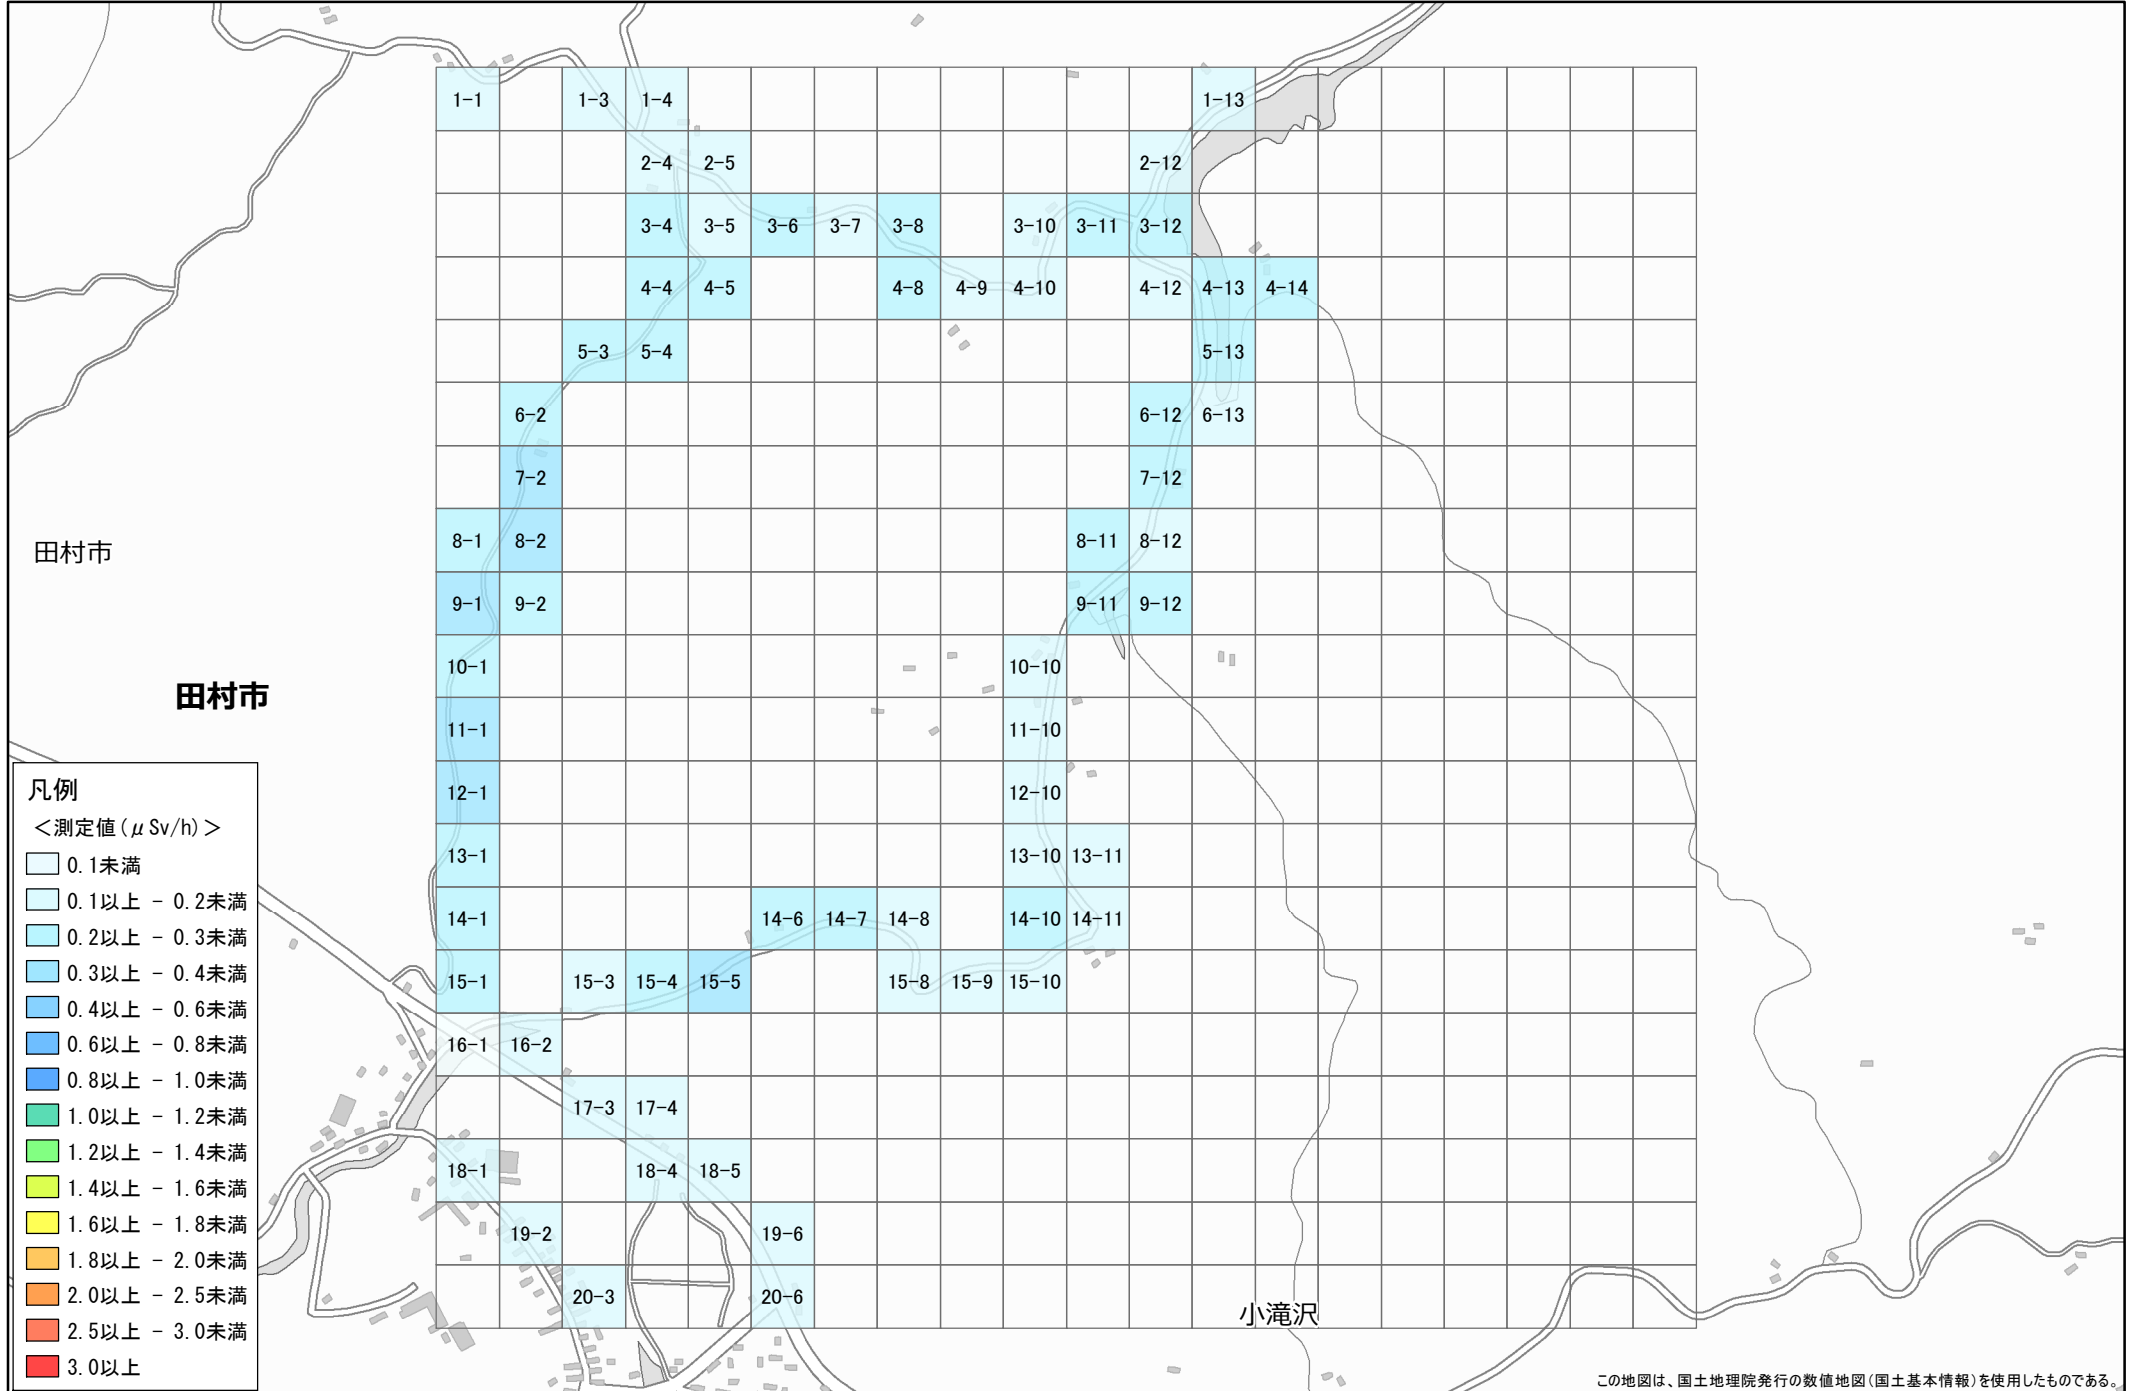 1-1 1-3 1-4 1-13
2-4 2-5 2-12
3-4 3-5 3-6 3-7 3-8 3-10 3-11 3-12
4-4 4-5 4-8 4-9 4-10 4-12 4-13 4-14
5-3 5-4 5-13
6-2 6-12 6-13
7-2 7-12
8-1 8-2 8-11 8-12
田村市
9-1 9-2 9-11 9-12
10-1 10-10
田村市
11-1 11-10
12-1 12-10
13-1 13-10 13-11
14-1 14-6 14-7 14-8 14-10 14-11
15-1 15-3 15-4 15-5 15-8 15-9 15-10
16-1 16-2
17-3 17-4
18-1 18-4 18-5
19-2 19-6
20-3 20-6
小滝沢
凡例
＜測定値(μSv/h)＞
0.1未満
0.1以上 － 0.2未満
0.2以上 － 0.3未満
0.3以上 － 0.4未満
0.4以上 － 0.6未満
0.6以上 － 0.8未満
0.8以上 － 1.0未満
1.0以上 － 1.2未満
1.2以上 － 1.4未満
1.4以上 － 1.6未満
1.6以上 － 1.8未満
1.8以上 － 2.0未満
2.0以上 － 2.5未満
2.5以上 － 3.0未満
3.0以上
この地図は、国土地理院発行の数値地図(国土基本情報)を使用したものである。